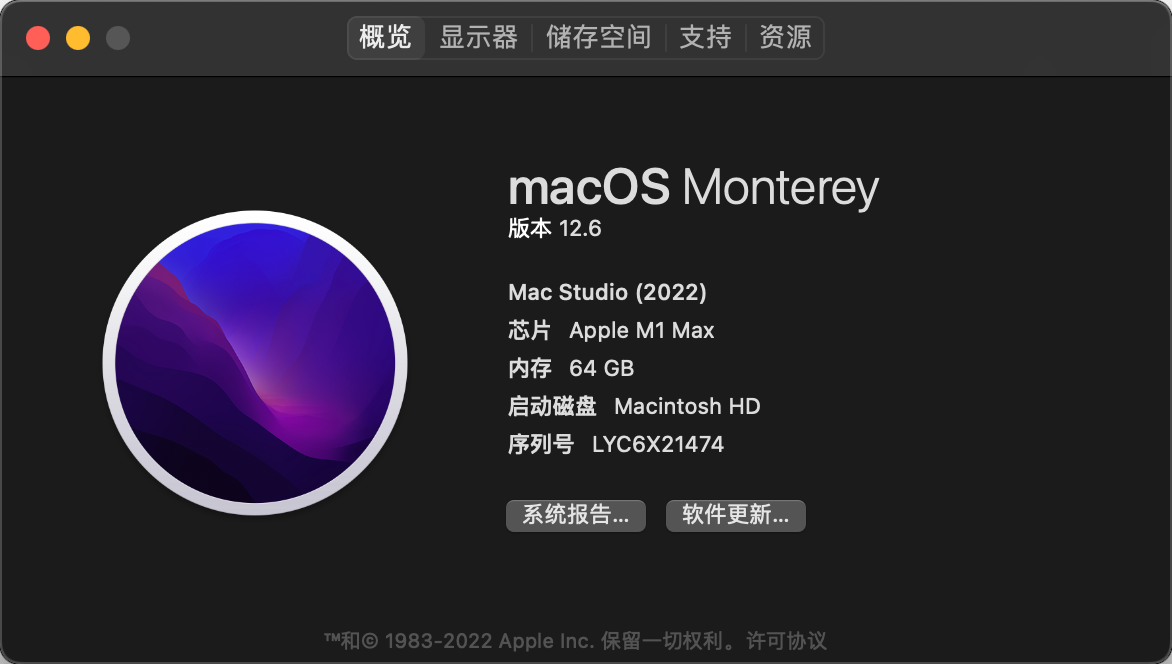 概览 显示器 储存空间 支持 资源
macOS Monterey
版本 12.6
Mac Studio (2022)
芯片 Apple M1 Max
内存 64 GB
启动磁盘 Macintosh HD
序列号 LYC6X21474
系统报告... 软件更新...
™和© 1983-2022 Apple Inc. 保留一切权利。许可协议